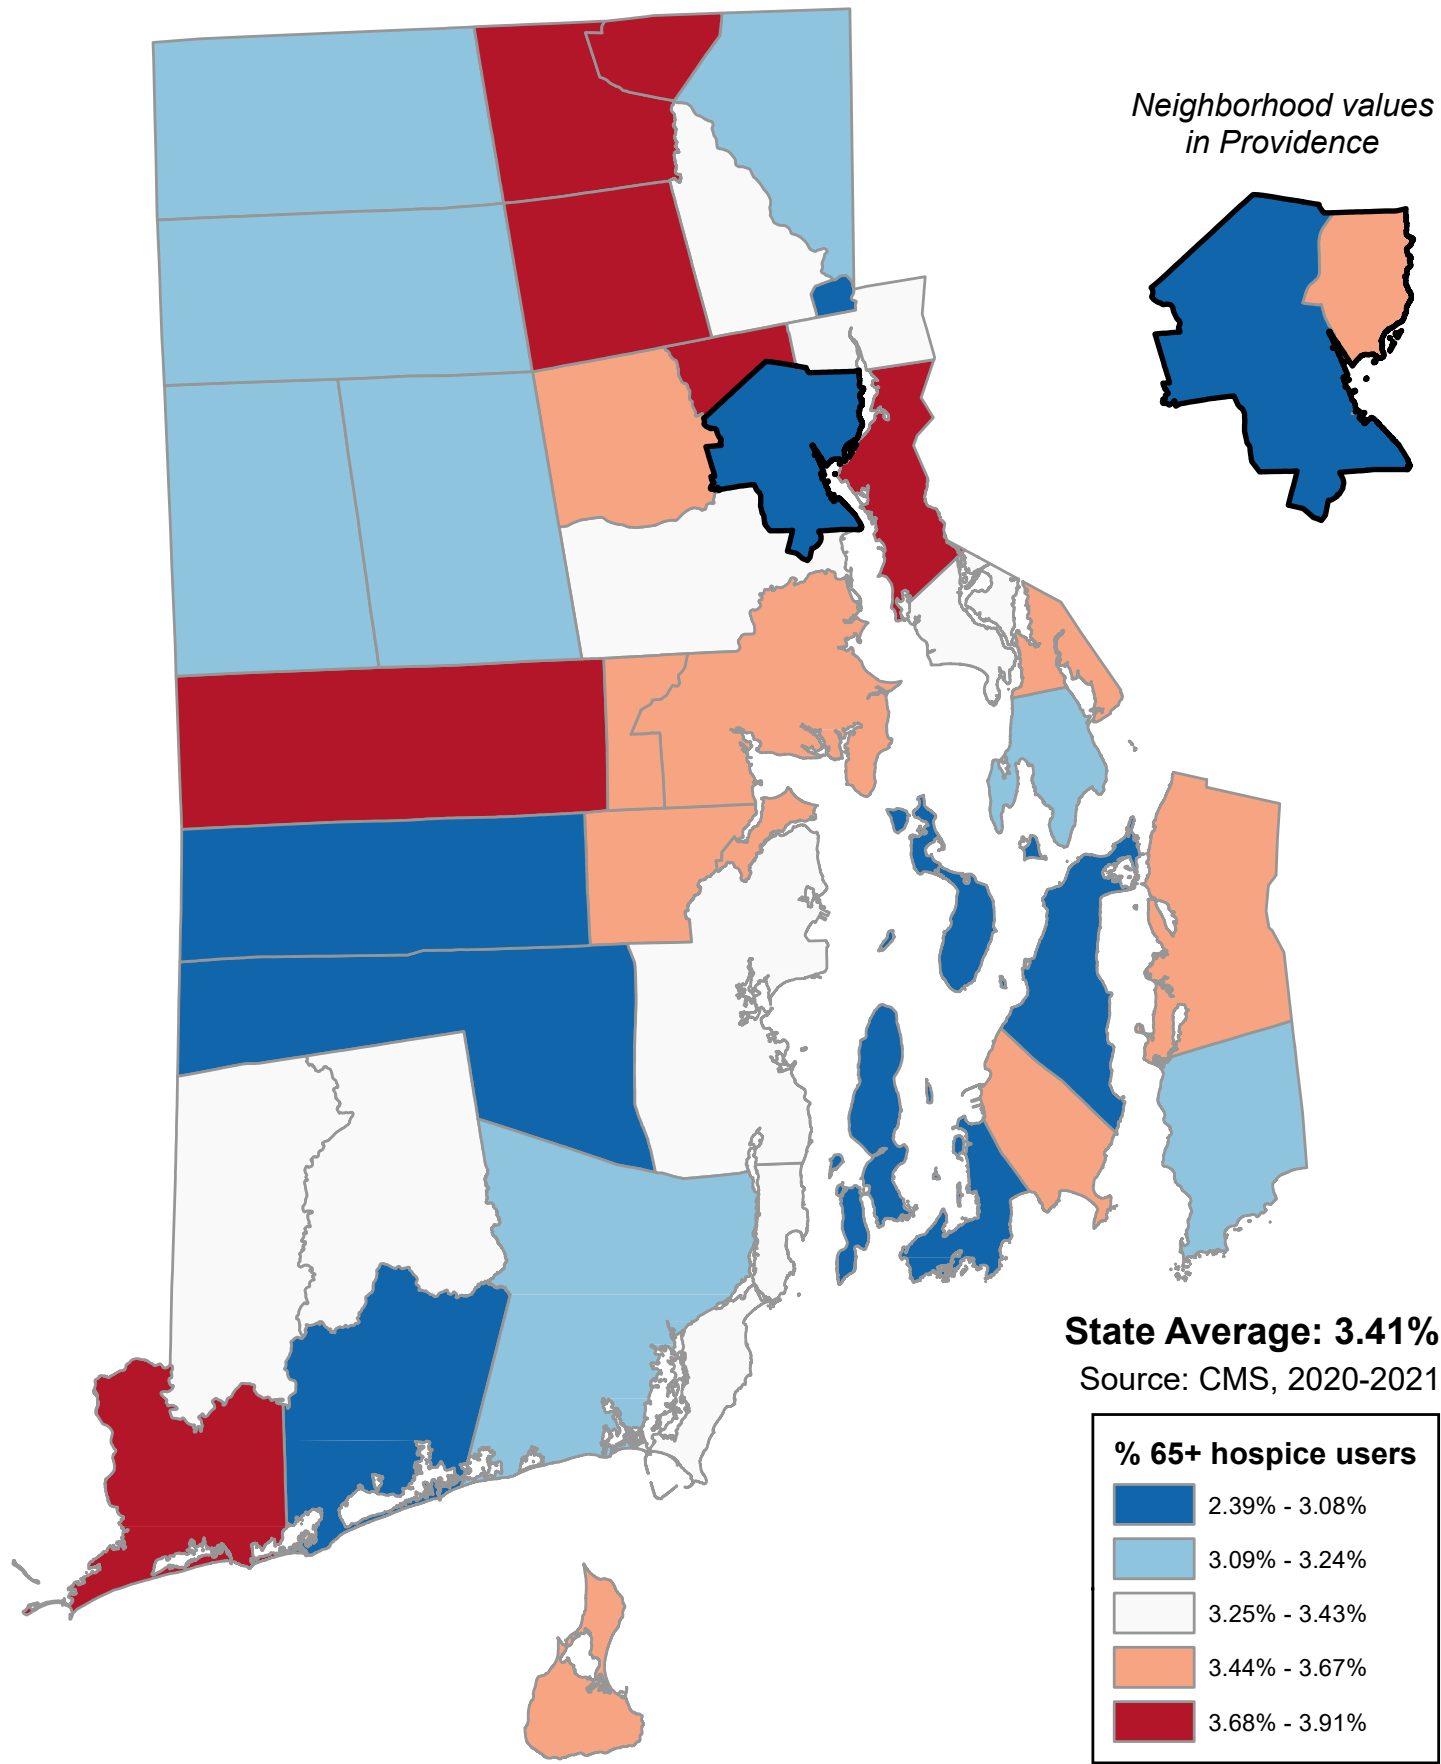 Neighborhood values
in Providence
State Average: 3.41%
Source: CMS, 2020-2021
% 65+ hospice users
2.39% - 3.08%
3.09% - 3.24%
3.25% - 3.43%
3.44% - 3.67%
3.68% - 3.91%